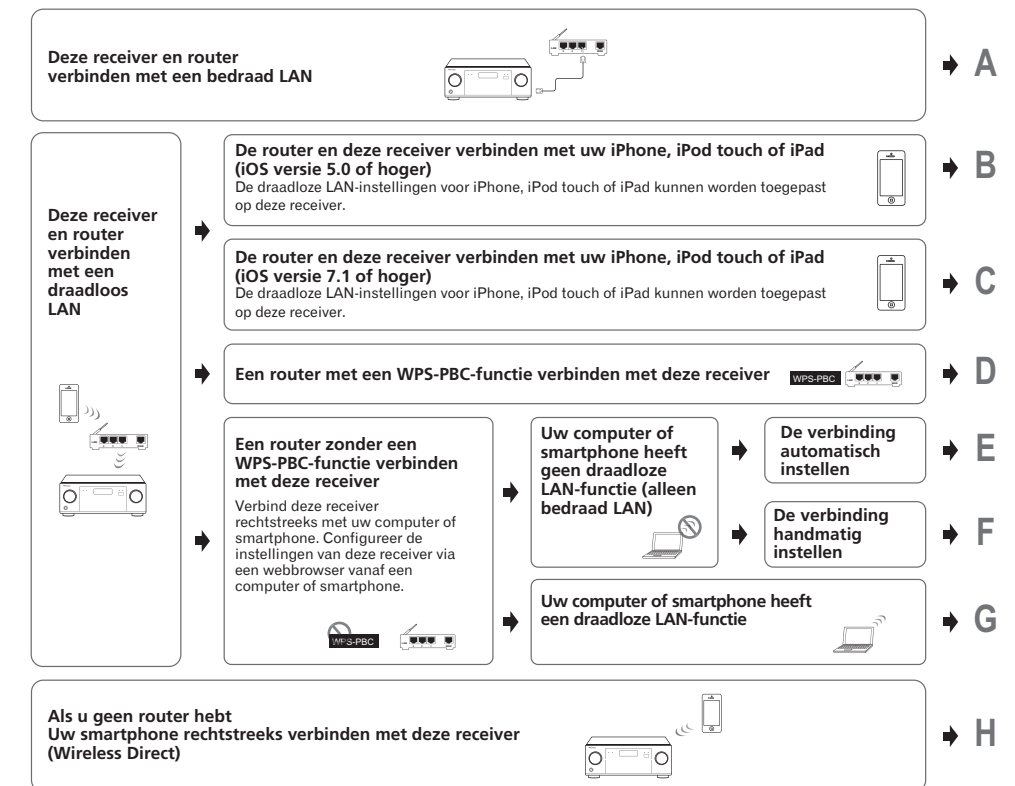 Deze receiver en router
verbinden met een bedraad LAN
A
Deze receiver
en router
verbinden
met een
draadloos
LAN
De router en deze receiver verbinden met uw iPhone, iPod touch of iPad
(iOS versie 5.0 of hoger)
De draadloze LAN-instellingen voor iPhone, iPod touch of iPad kunnen worden toegepast
op deze receiver.
B
De router en deze receiver verbinden met uw iPhone, iPod touch of iPad
(iOS versie 7.1 of hoger)
De draadloze LAN-instellingen voor iPhone, iPod touch of iPad kunnen worden toegepast
op deze receiver.
C
Een router met een WPS-PBC-functie verbinden met deze receiver
WPS-PBC
D
Een router zonder een
WPS-PBC-functie verbinden
met deze receiver
Verbind deze receiver
rechtstreeks met uw computer of
smartphone. Configureer de
instellingen van deze receiver via
een webbrowser vanaf een
computer of smartphone.
WPS-PBC
Uw computer of
smartphone heeft
geen draadloze
LAN-functie (alleen
bedraad LAN)
De verbinding
automatisch
instellen
E
De verbinding
handmatig
instellen
F
Uw computer of smartphone heeft
een draadloze LAN-functie
G
Als u geen router hebt
Uw smartphone rechtstreeks verbinden met deze receiver
(Wireless Direct)
H